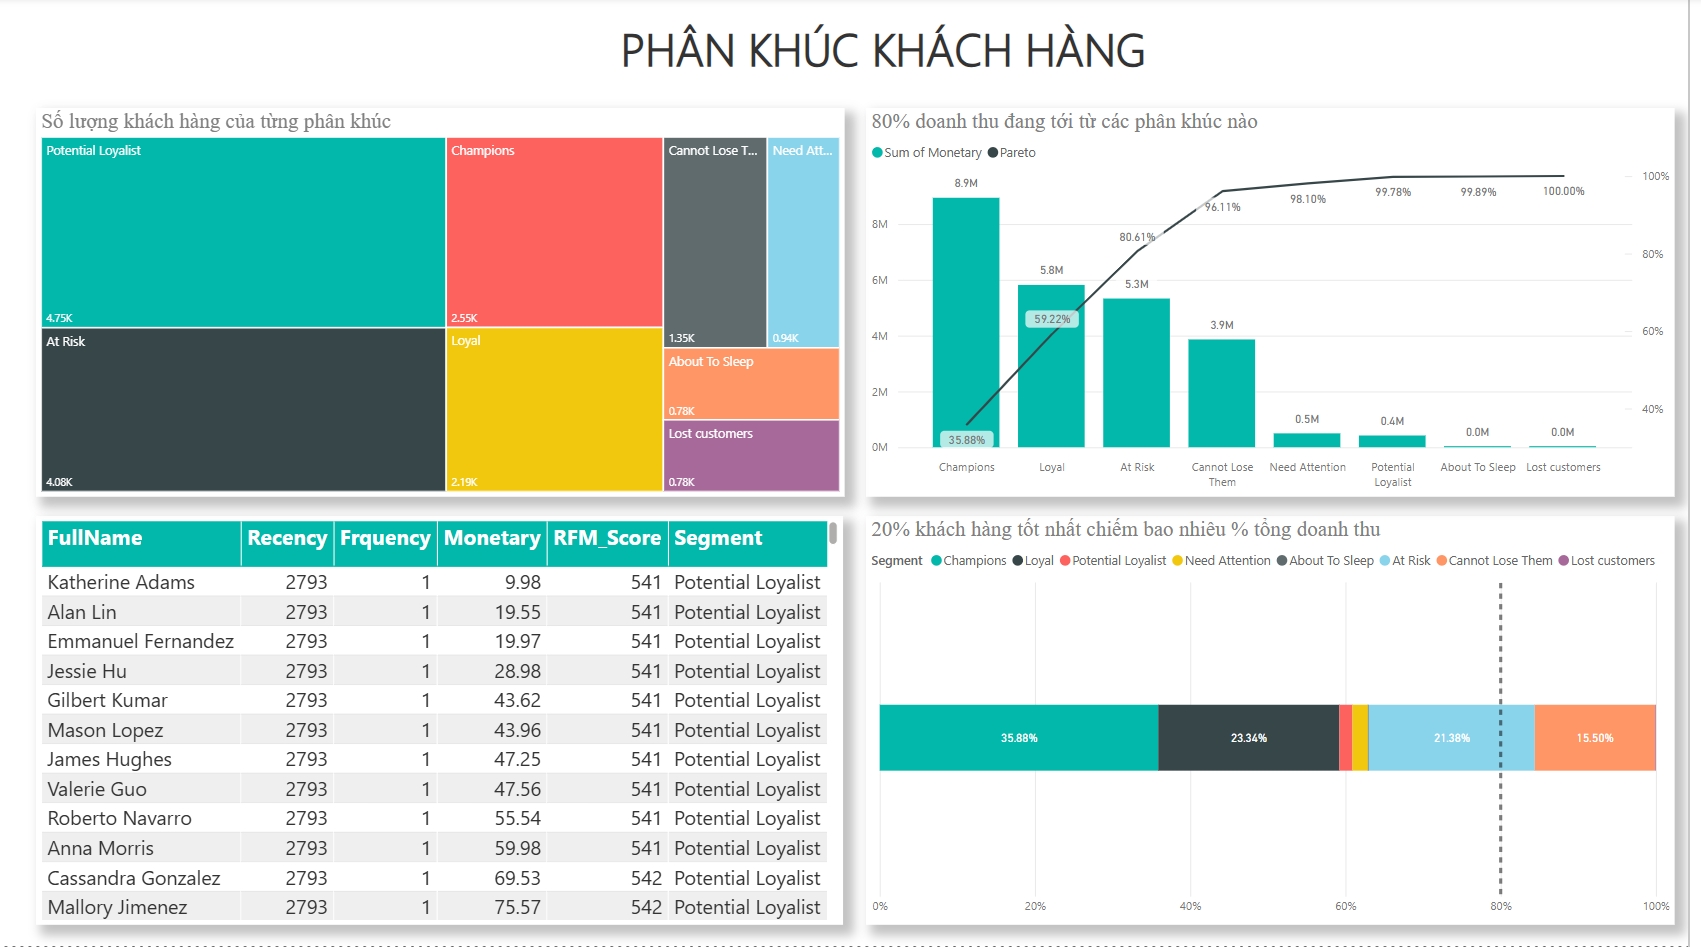 PHÂN KHÚC KHÁCH HÀNG
Số lượng khách hàng của từng phân khúc
Potential Loyalist
4.75K
At Risk
4.08K
Champions
2.55K
Loyal
2.19K
Cannot Lose T...
1.35K
Need Att...
0.94K
About To Sleep
0.78K
Lost customers
0.78K
80% doanh thu đang tới từ các phân khúc nào
Sum of Monetary Pareto
8.9M
5.8M
5.3M
3.9M
0.5M
0.4M
0.0M
0.0M
35.88%
59.22%
80.61%
96.11%
98.10%
99.78%
99.89%
100.00%
8M
6M
4M
2M
0M
100%
80%
60%
40%
Champions
Loyal
At Risk
Cannot Lose
Them
Need Attention
Potential
Loyalist
About To Sleep
Lost customers
FullName Recency Frquency Monetary RFM_Score Segment
Katherine Adams 2793 1 9.98 541 Potential Loyalist
Alan Lin 2793 1 19.55 541 Potential Loyalist
Emmanuel Fernandez 2793 1 19.97 541 Potential Loyalist
Jessie Hu 2793 1 28.98 541 Potential Loyalist
Gilbert Kumar 2793 1 43.62 541 Potential Loyalist
Mason Lopez 2793 1 43.96 541 Potential Loyalist
James Hughes 2793 1 47.25 541 Potential Loyalist
Valerie Guo 2793 1 47.56 541 Potential Loyalist
Roberto Navarro 2793 1 55.54 541 Potential Loyalist
Anna Morris 2793 1 59.98 541 Potential Loyalist
Cassandra Gonzalez 2793 1 69.53 542 Potential Loyalist
Mallory Jimenez 2793 1 75.57 542 Potential Loyalist
20% khách hàng tốt nhất chiếm bao nhiêu % tổng doanh thu
Segment Champions Loyal Potential Loyalist Need Attention About To Sleep At Risk Cannot Lose Them Lost customers
35.88% 23.34% 21.38% 15.50%
0% 20% 40% 60% 80% 100%